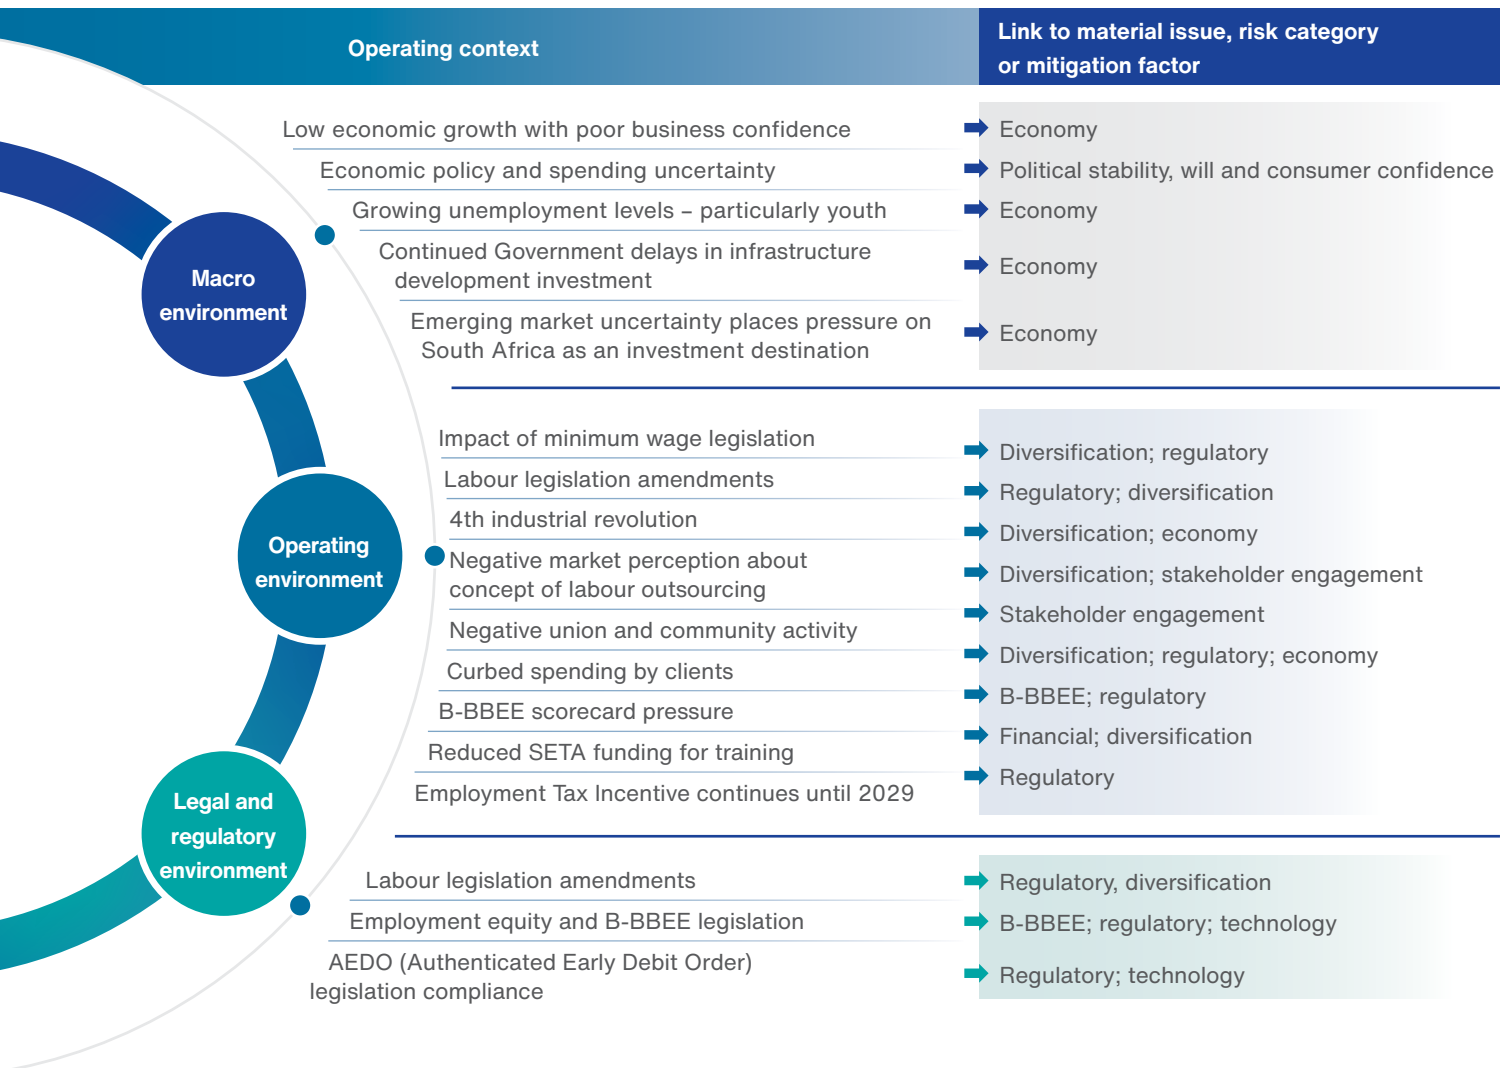 Operating context
Link to material issue, risk category
or mitigation factor
Macro
environment
Low economic growth with poor business confidence
Economy
Economic policy and spending uncertainty
Political stability, will and consumer confidence
Growing unemployment levels – particularly youth
Economy
Continued Government delays in infrastructure
development investment
Economy
Emerging market uncertainty places pressure on
South Africa as an investment destination
Economy
Operating
environment
Impact of minimum wage legislation
Diversification; regulatory
Labour legislation amendments
Regulatory; diversification
4th industrial revolution
Diversification; economy
Negative market perception about
concept of labour outsourcing
Diversification; stakeholder engagement
Negative union and community activity
Stakeholder engagement
Curbed spending by clients
Diversification; regulatory; economy
B-BBEE scorecard pressure
B-BBEE; regulatory
Reduced SETA funding for training
Financial; diversification
Employment Tax Incentive continues until 2029
Regulatory
Legal and
regulatory
environment
Labour legislation amendments
Regulatory, diversification
Employment equity and B-BBEE legislation
B-BBEE; regulatory; technology
AEDO (Authenticated Early Debit Order)
legislation compliance
Regulatory; technology